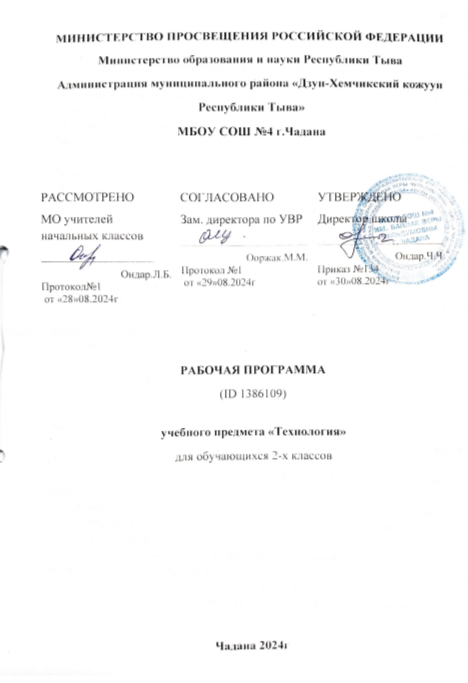 МИНИСТЕРСТВО ПРОСВЕЩЕНИЯ РОССИЙСКОЙ ФЕДЕРАЦИИ
Министерство образования и науки Республики Тыва
Администрация муниципального района «Дзун-Хемчикский кожуун
Республики Тыва»
МБОУ СОШ №4 г.Чадана
РАССМОТРЕНО
МО учителей
начальных классов
Ондар.Л.Б.
Протокол№1
от «28»08.2024г
СОГЛАСОВАНО
Зам. директора по УВР
Ооржак.М.М.
Протокол №1
от «29»08.2024г
УТВЕРЖДЕНО
Директор школа
Ондар.Ч.Ч
Приказ №134
от «30»08.2024г
РАБОЧАЯ ПРОГРАММА
(ID 1386109)
учебного предмета «Технология»
для обучающихся 2-х классов
Чадана 2024г